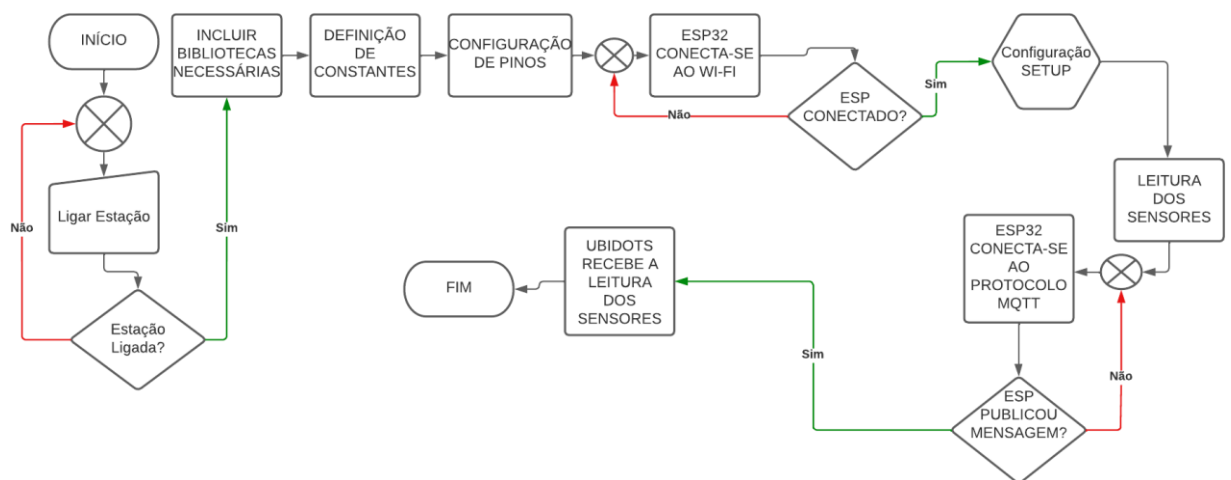 INÍCIO
Ligar Estação
Estação
Ligada?
Não
Sim
INCLUIR
BIBLIOTECAS
NECESSÁRIAS
DEFINIÇÃO
DE
CONSTANTES
CONFIGURAÇÃO
DE PINOS
ESP32
CONECTA-SE
AO WI-FI
ESP
CONECTADO?
Não
Sim
Configuração
SETUP
LEITURA
DOS
SENSORES
ESP32
CONECTA-SE
AO
PROTOCOLO
MQTT
ESP
PUBLICOU
MENSAGEM?
Não
Sim
UBIDOTS
RECEBE A
LEITURA
DOS
SENSORES
FIM